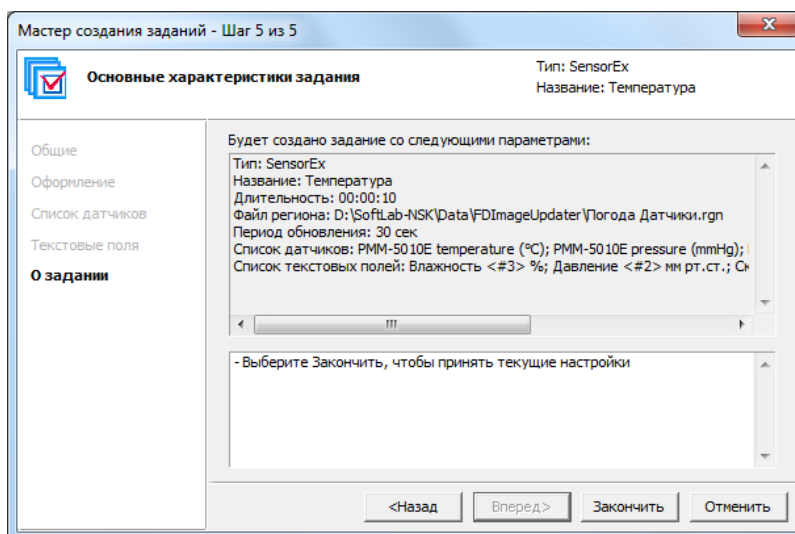 Мастер создания заданий - Шаг 5 из 5
Основные характеристики задания
Тип: SensorEx
Название: Температура
Общие
Оформление
Список датчиков
Текстовые поля
О задании
Будет создано задание со следующими параметрами:
Тип: SensorEx
Название: Температура
Длительность: 00:00:10
Файл региона: D:\SoftLab-NSK\Data\FDImageUpdater\Погода Датчики.rgn
Период обновления: 30 сек
Список датчиков: PMM-5010E temperature (°C); PMM-5010E pressure (mmHg);
Список текстовых полей: Влажность <#3> %; Давление <#2> мм рт.ст.; Ск
- Выберите Закончить, чтобы принять текущие настройки
<Назад
Вперед>
Закончить
Отменить